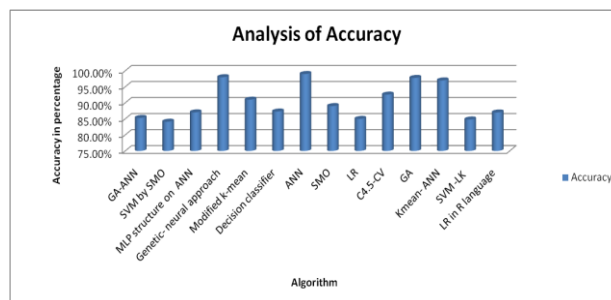 Analysis of Accuracy
Accuracy in percentage
100.00%
95.00%
90.00%
85.00%
80.00%
75.00%
GA-ANN
SVM by SMO
MLP structure on ANN
Genetic- neural approach
Modified k-mean
Decision classifier
ANN
SMO
LR
C4.5-CV
GA
Kmean- ANN
SVM-LK
LR in R language
Accuracy
Algorithm